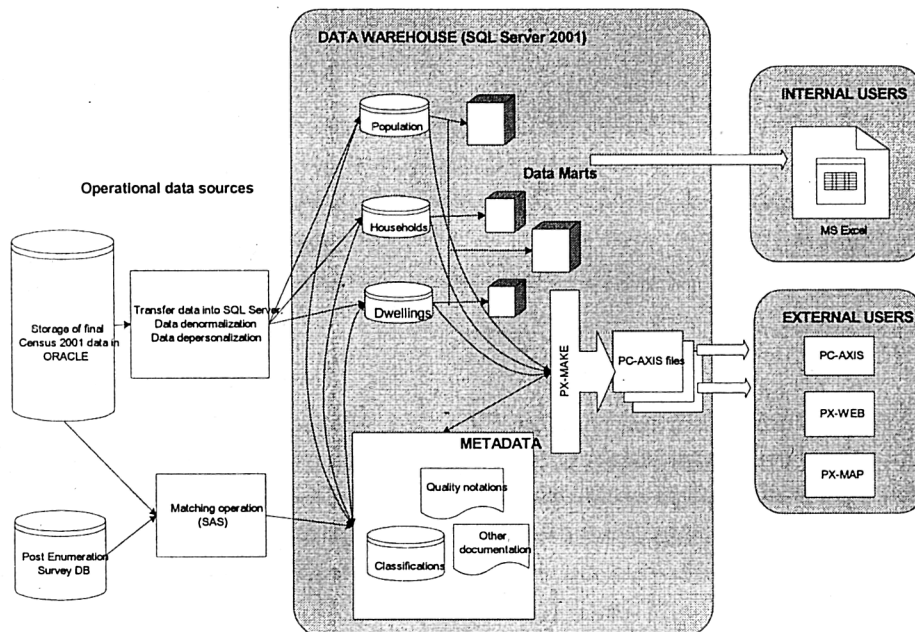 DATA WAREHOUSE (SQL Server 2001)
Population
Data Marts
Households
Dwellings
Operational data sources
Storage of final
Census 2001 data in
ORACLE
Transfer data into SQL Server
Data denormalization
Data depersonalization
Matching operation
(SAS)
Post Enumeration
Survey DB
METADATA
Quality notations
Other
documentation
Classifications
PX-MAKE
PC-AXIS files
INTERNAL USERS
MS Excel
EXTERNAL USERS
PC-AXIS
PX-WEB
PX-MAP